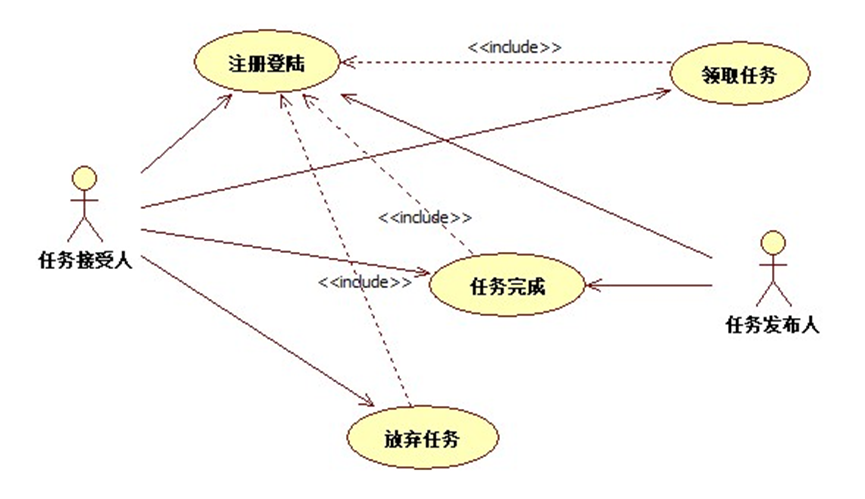 <<include>>
注册登陆
领取任务
<<include>>
任务接受人
<<include>>
任务完成
任务发布人
放弃任务